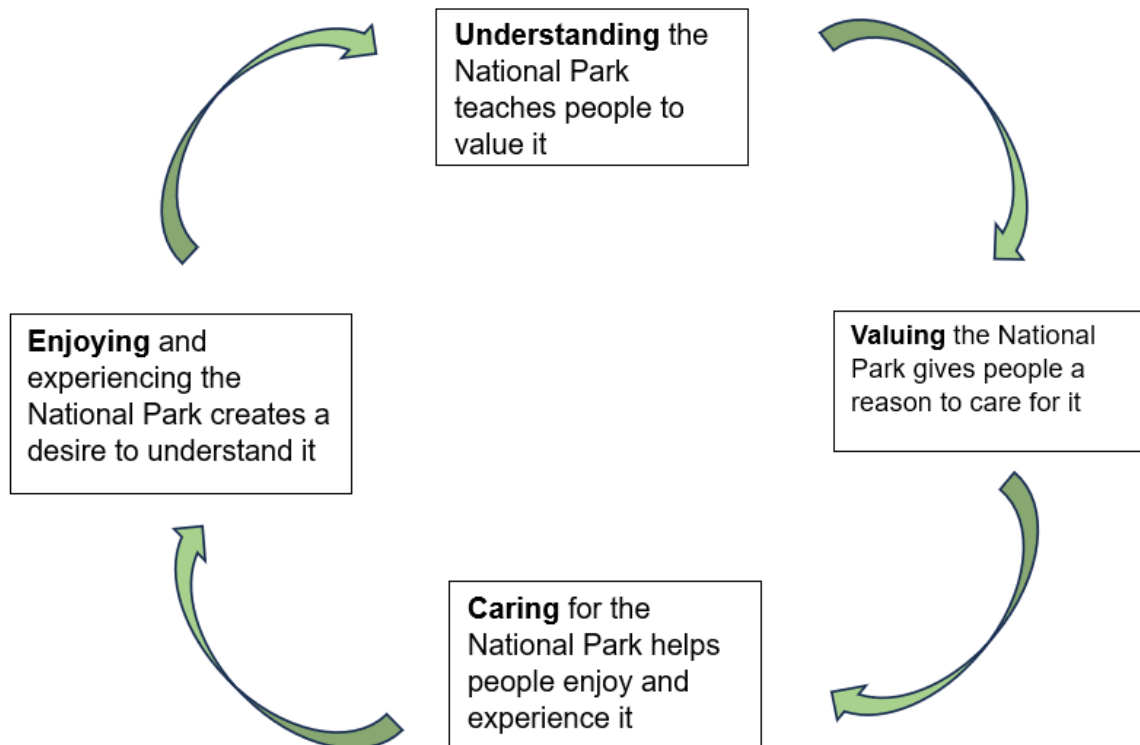 Understanding the
National Park
teaches people to
value it
Valuing the National
Park gives people a
reason to care for it
Caring for the
National Park helps
people enjoy and
experience it
Enjoying and
experiencing the
National Park creates a
desire to understand it